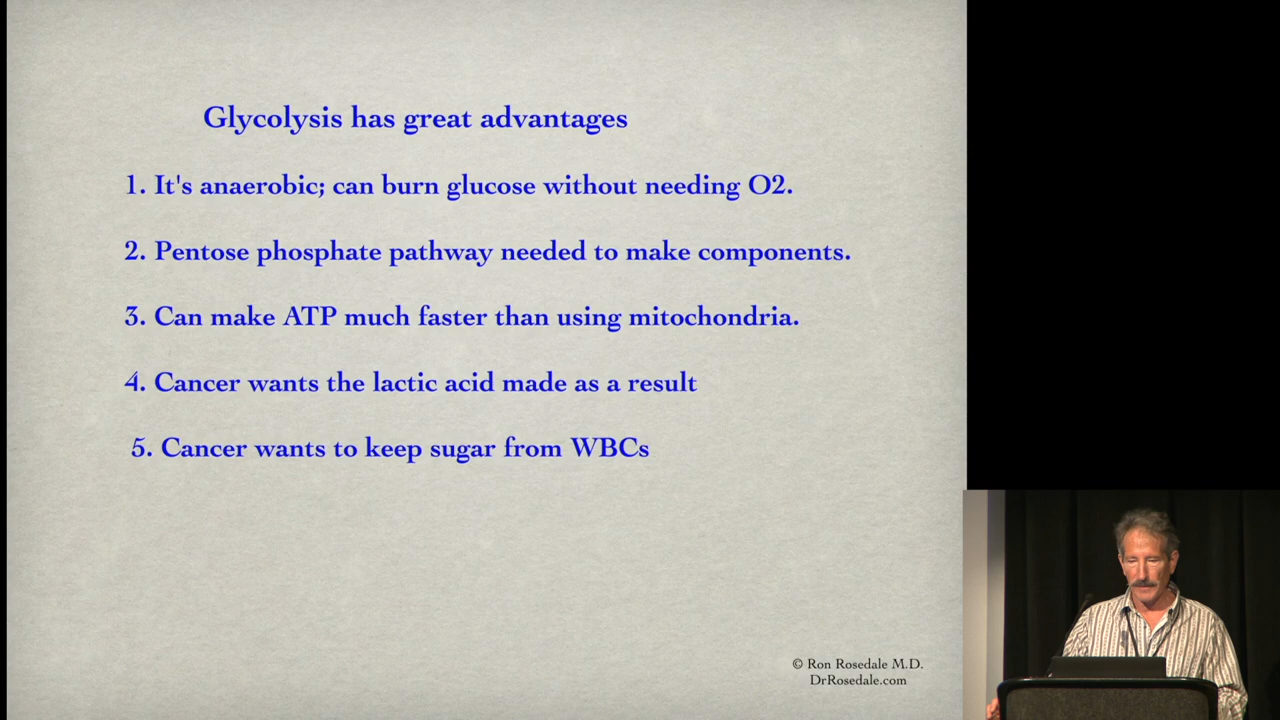 Glycolysis has great advantages
1. It's anaerobic; can burn glucose without needing O2.
2. Pentose phosphate pathway needed to make components.
3. Can make ATP much faster than using mitochondria.
4. Cancer wants the lactic acid made as a result
5. Cancer wants to keep sugar from WBCs
© Ron Rosedale M.D.
DrRosedale.com